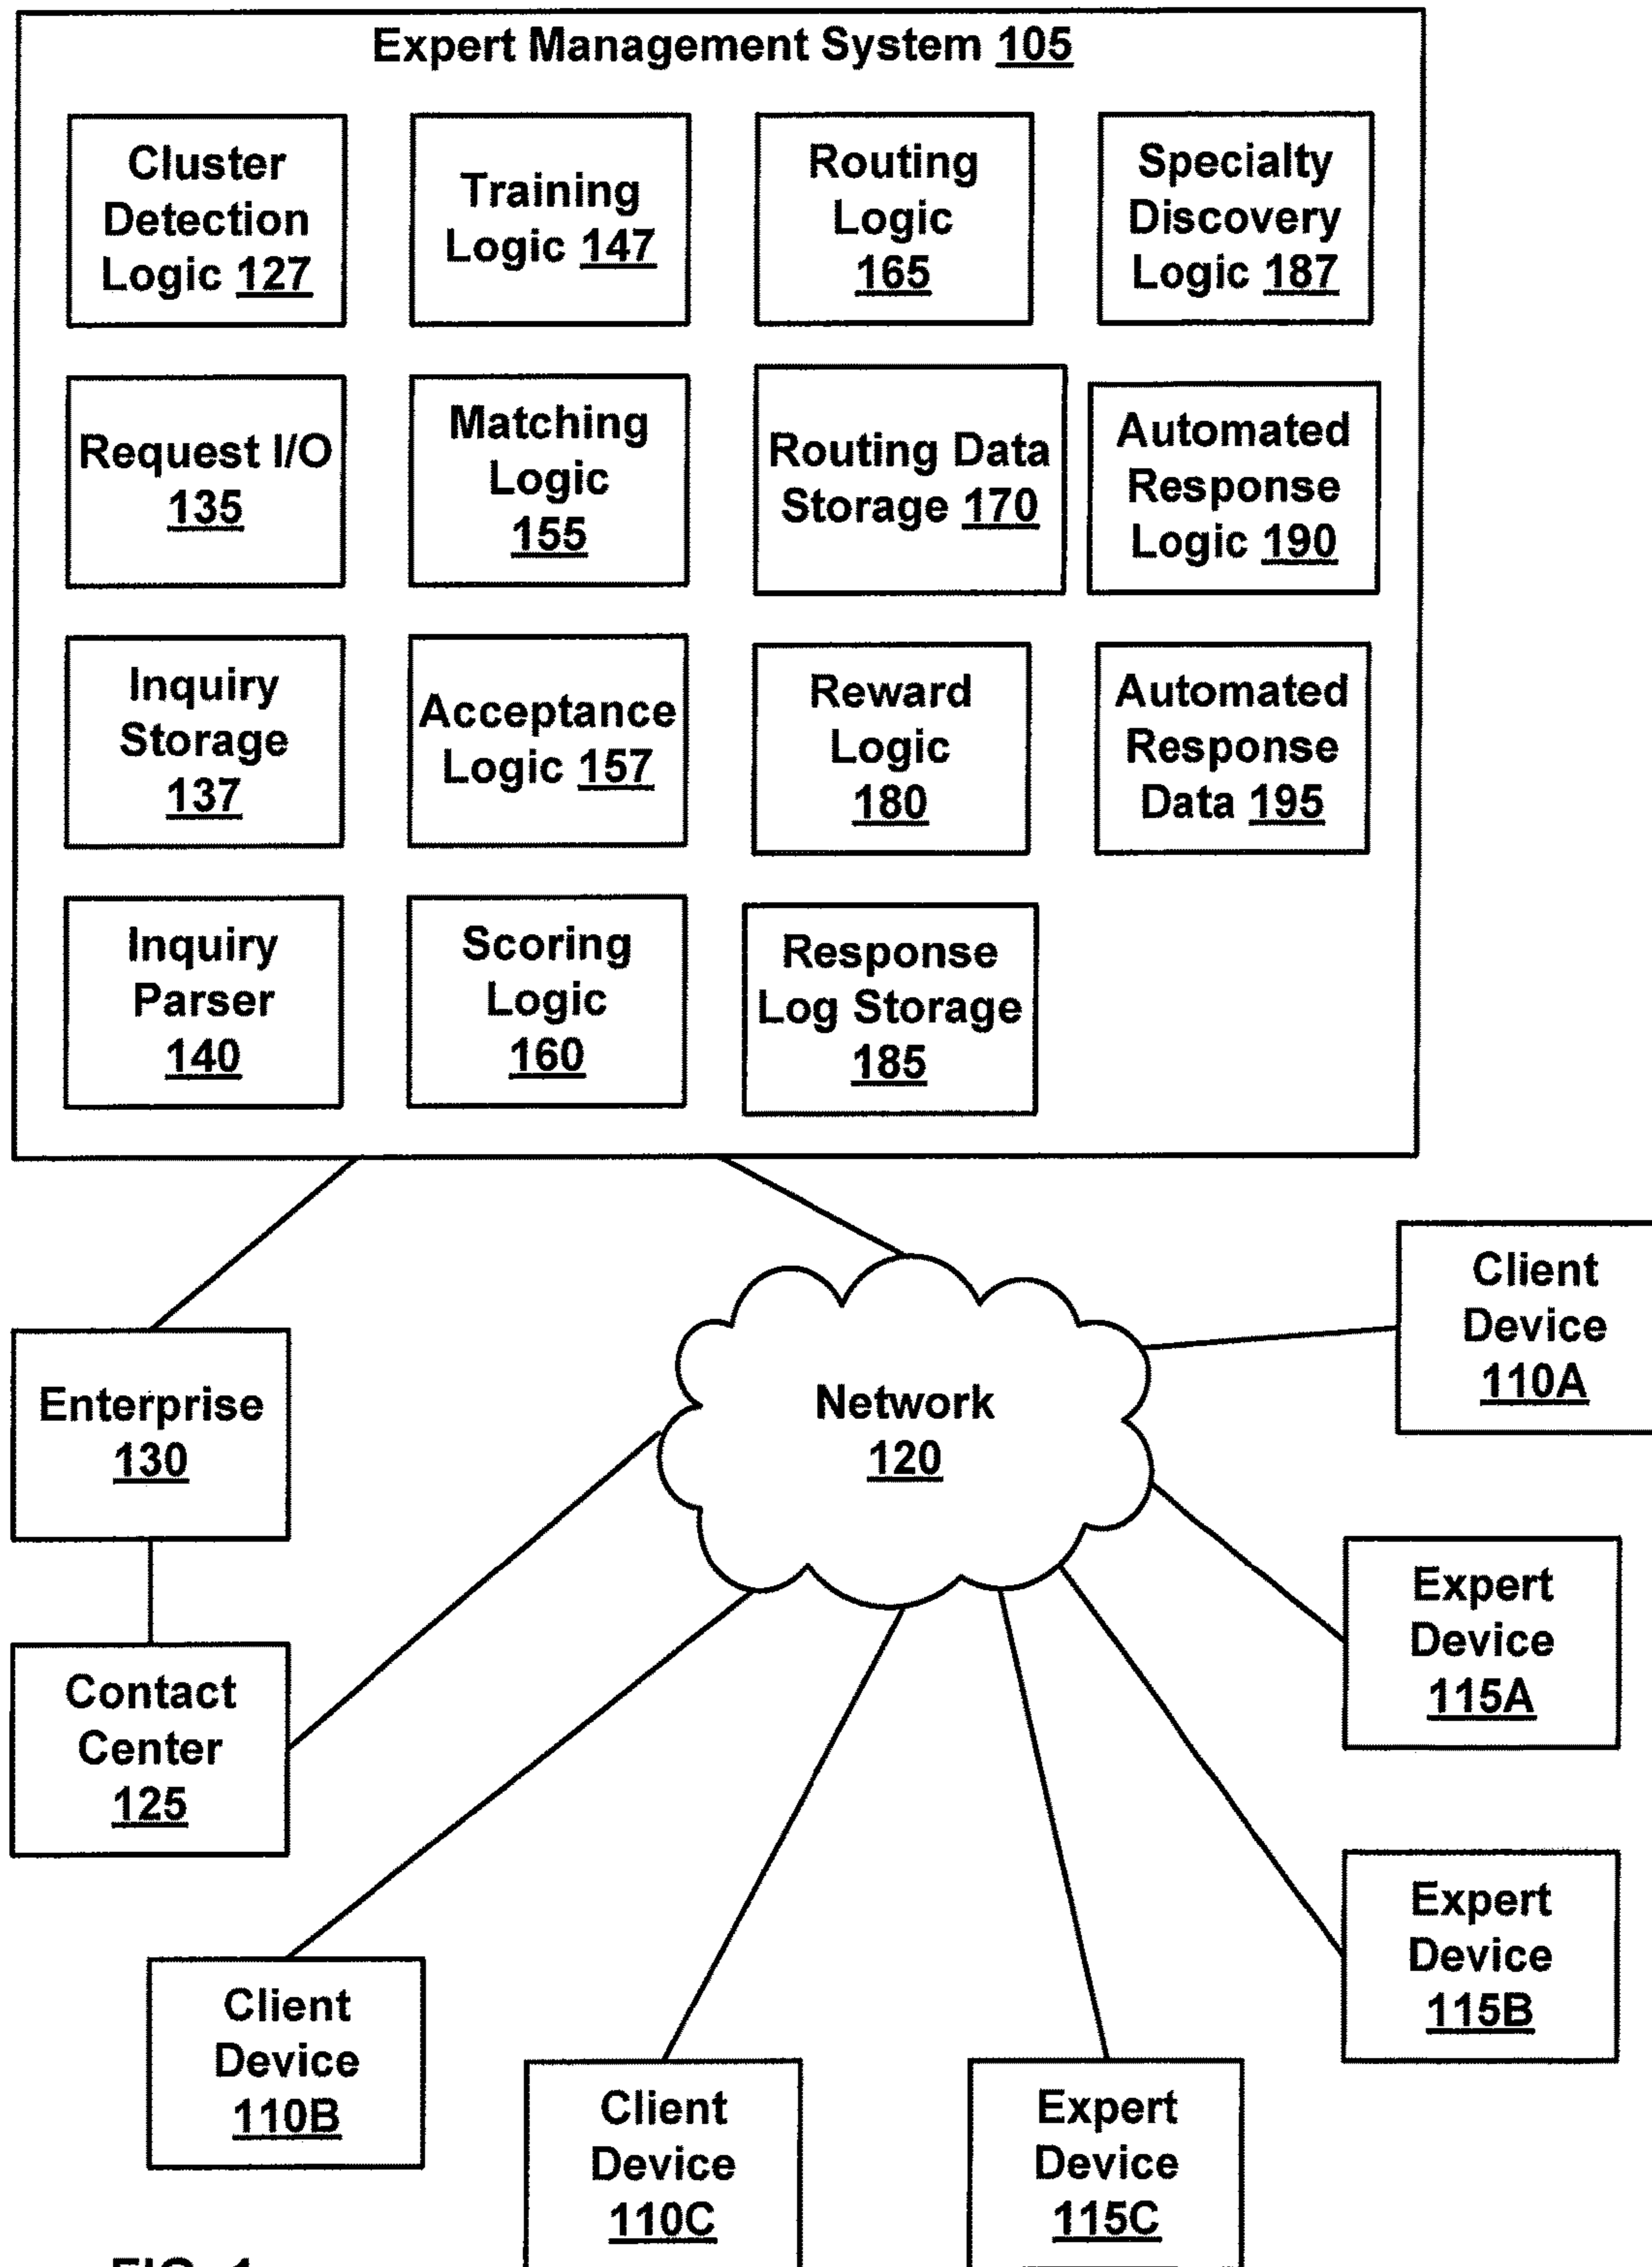 Expert Management System 105
Cluster
Detection
Logic 127
Training
Logic 147
Routing
Logic
165
Specialty
Discovery
Logic 187
Request I/O
135
Matching
Logic
155
Routing Data
Storage 170
Automated
Response
Logic 190
Inquiry
Storage
137
Acceptance
Logic 157
Reward
Logic
180
Automated
Response
Data 195
Inquiry
Parser
140
Scoring
Logic
160
Response
Log Storage
185
Client
Device
110A
Enterprise
130
Network
120
Expert
Device
115A
Contact
Center
125
Expert
Device
115B
Client
Device
110B
Client
Device
110C
Expert
Device
115C
FIG. 1